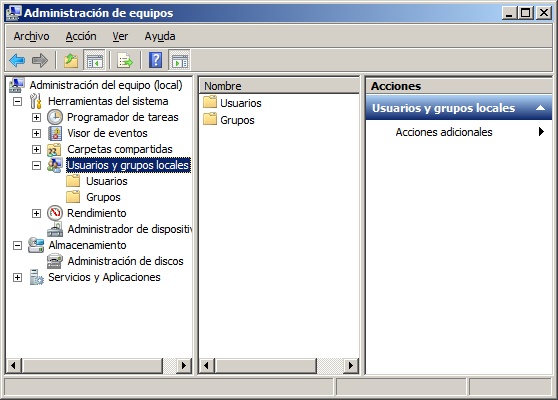 Administración de equipos
Archivo Acción Ver Ayuda
Administración del equipo (local)
Herramientas del sistema
Programador de tareas
Visor de eventos
Carpetas compartidas
Usuarios y grupos locales
Usuarios
Grupos
Rendimiento
Administrador de dispositiv
Almacenamiento
Administración de discos
Servicios y Aplicaciones
Nombre
Usuarios
Grupos
Acciones
Usuarios y grupos locales
Acciones adicionales